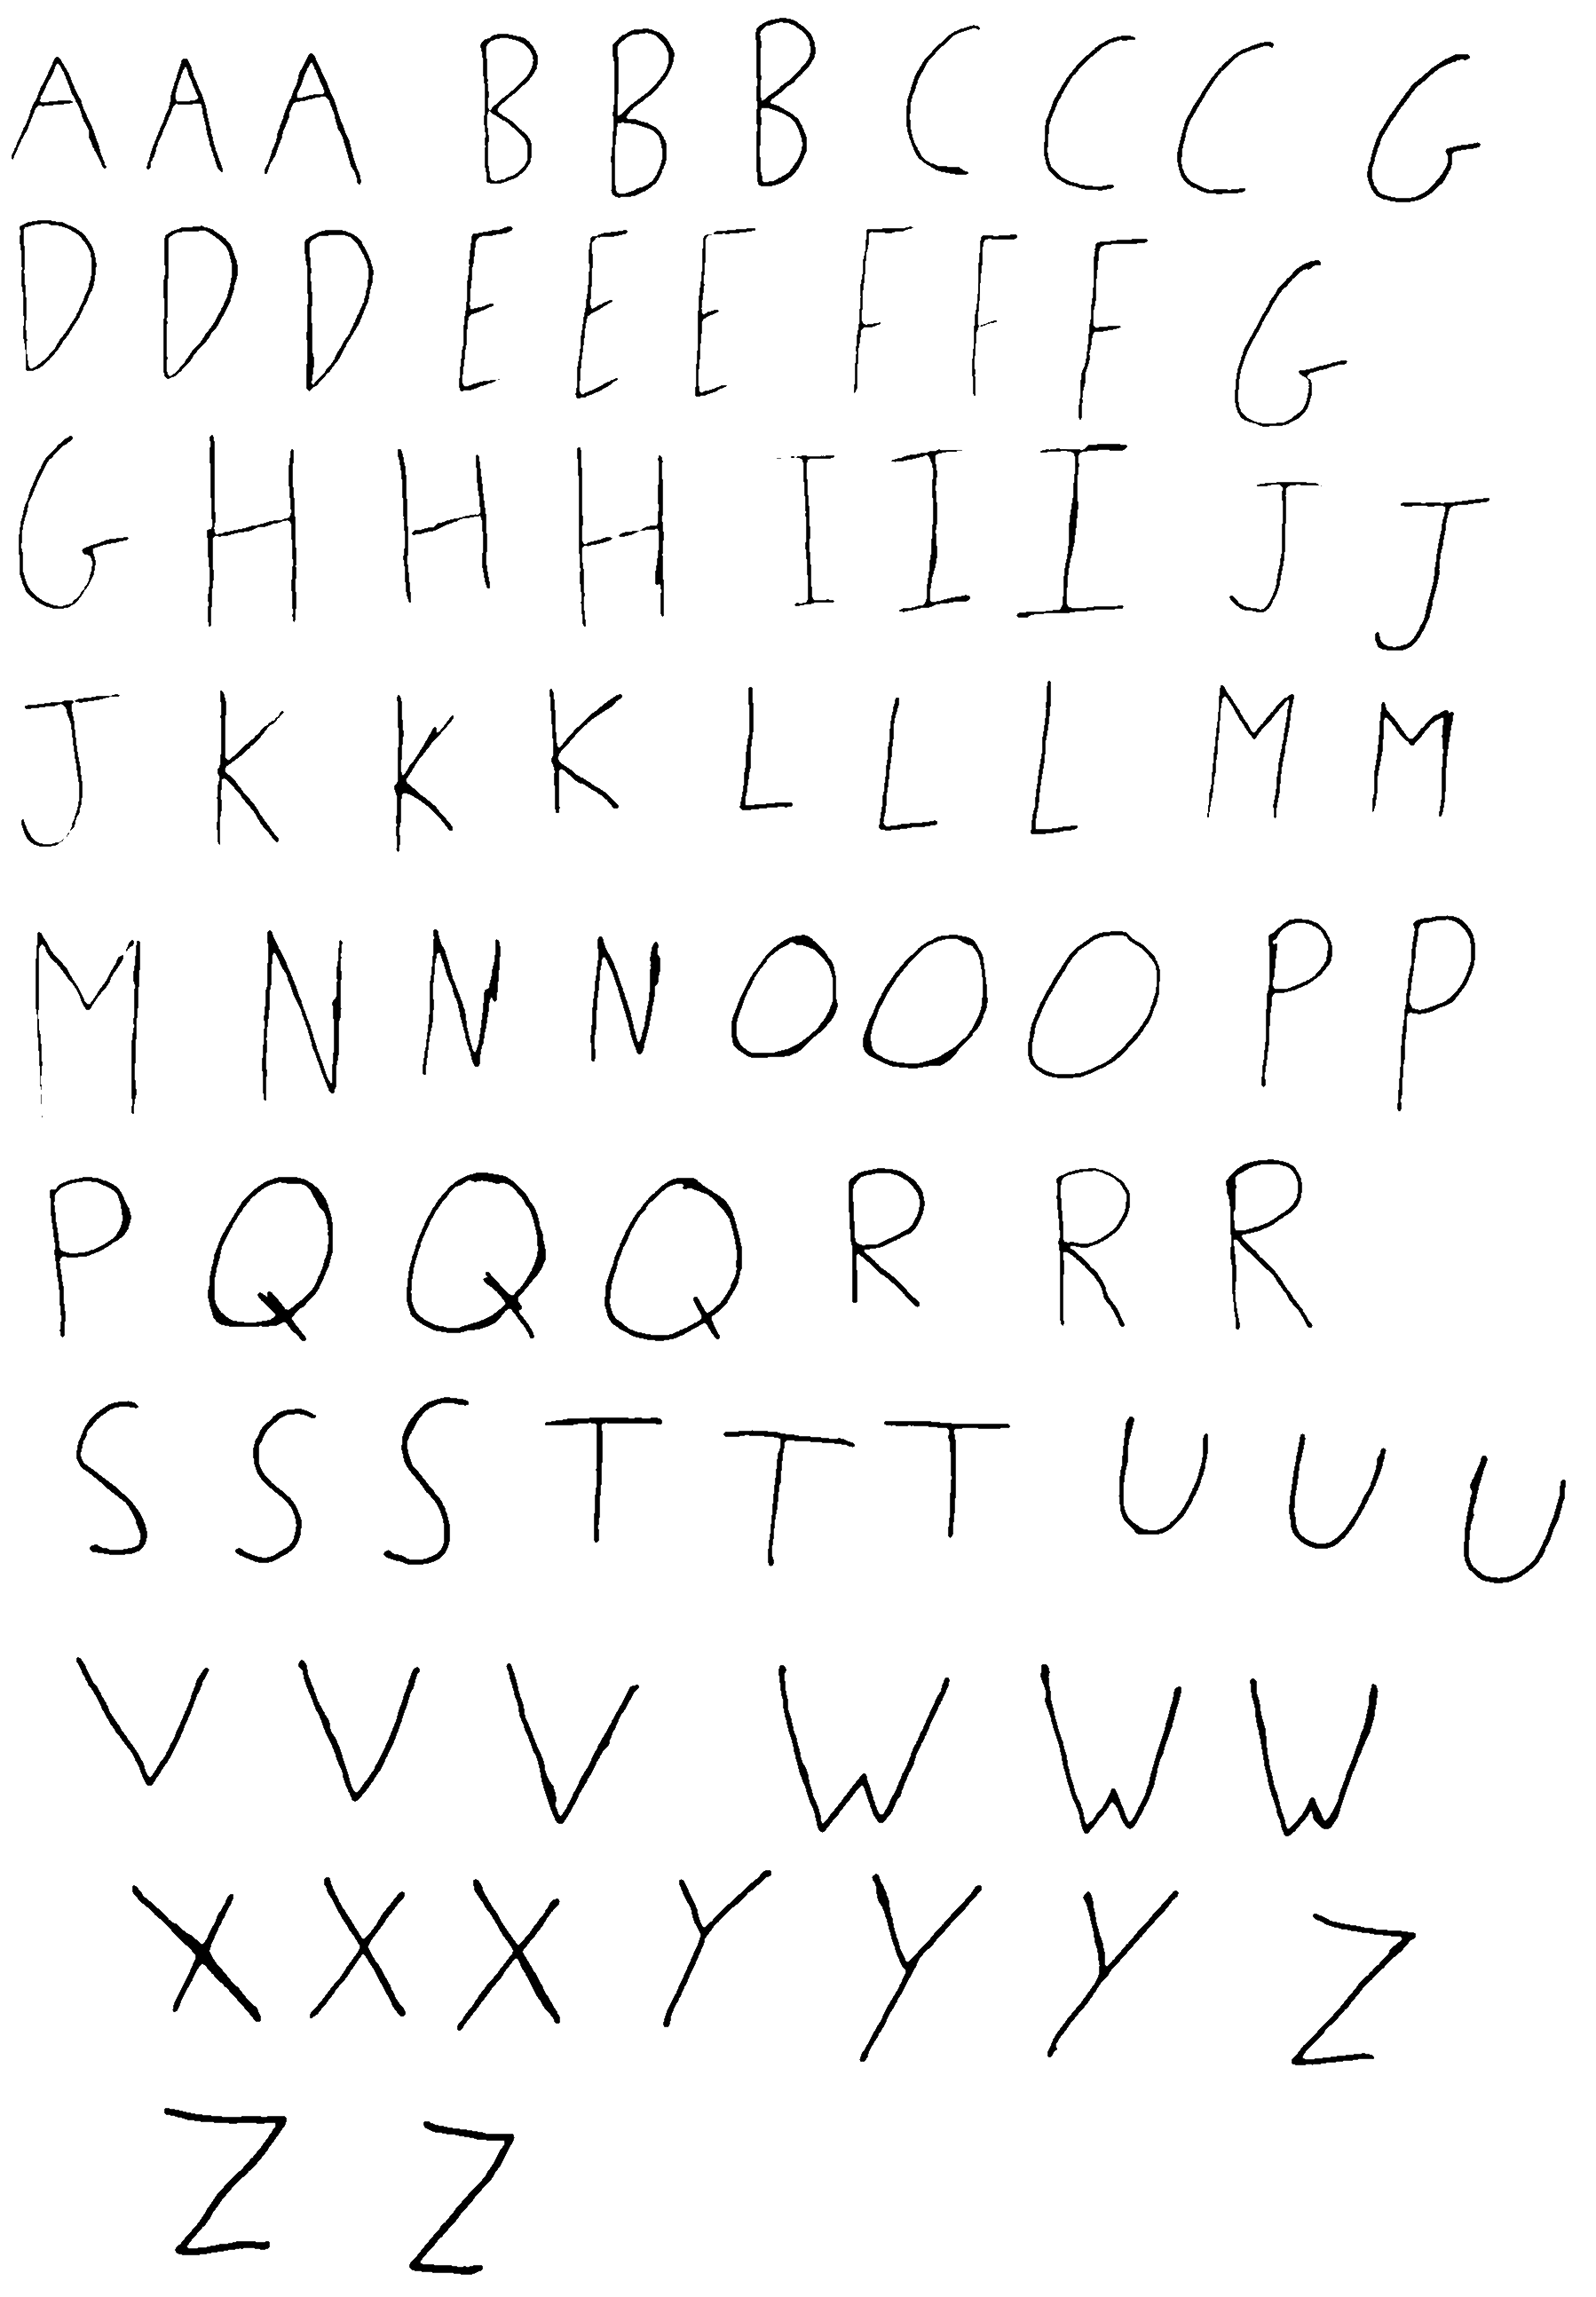 A A A B B B C C C G
D D D E E E F F F G
G H H H I I I J J
J K K K L L L M M
M N N N O O O P P
P Q Q Q R R R
S S S T T T U U U
V V V W W W
X X X Y Y Y Z
Z Z